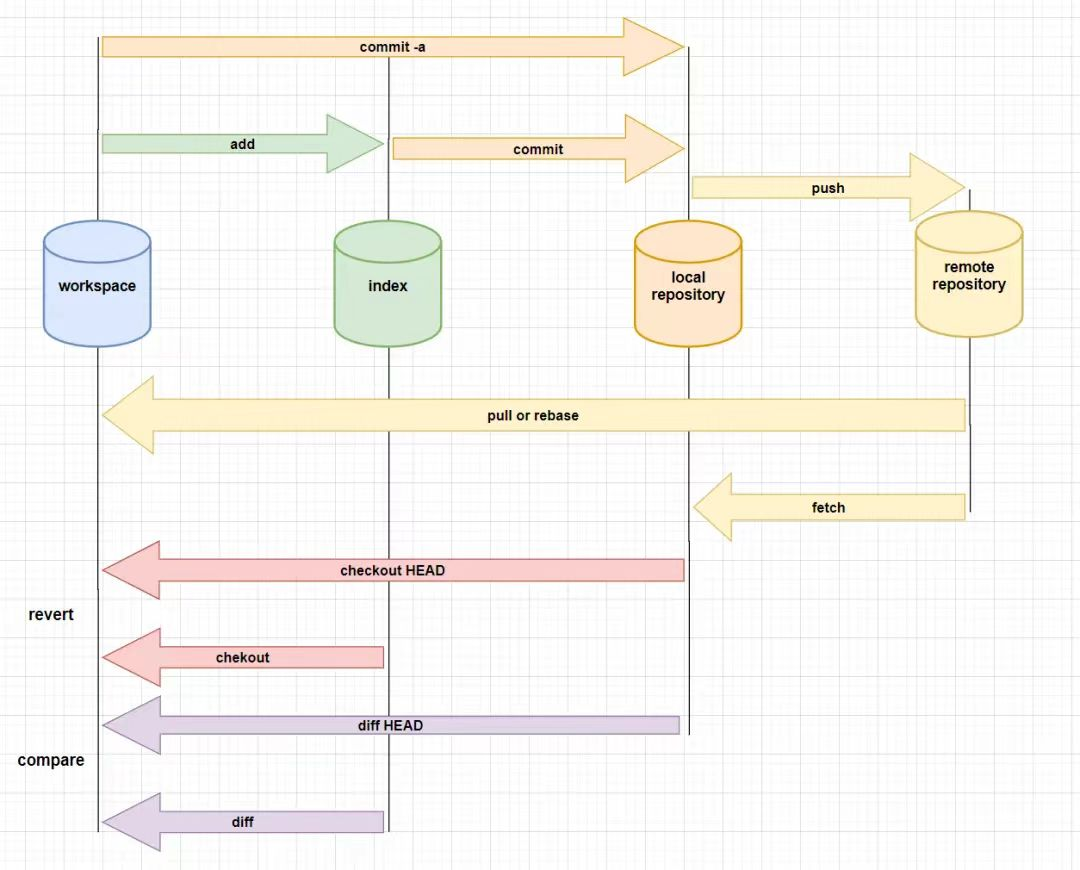 commit -a
add
commit
push
workspace
index
local
repository
remote
repository
pull or rebase
fetch
checkout HEAD
revert
chekout
diff HEAD
compare
diff